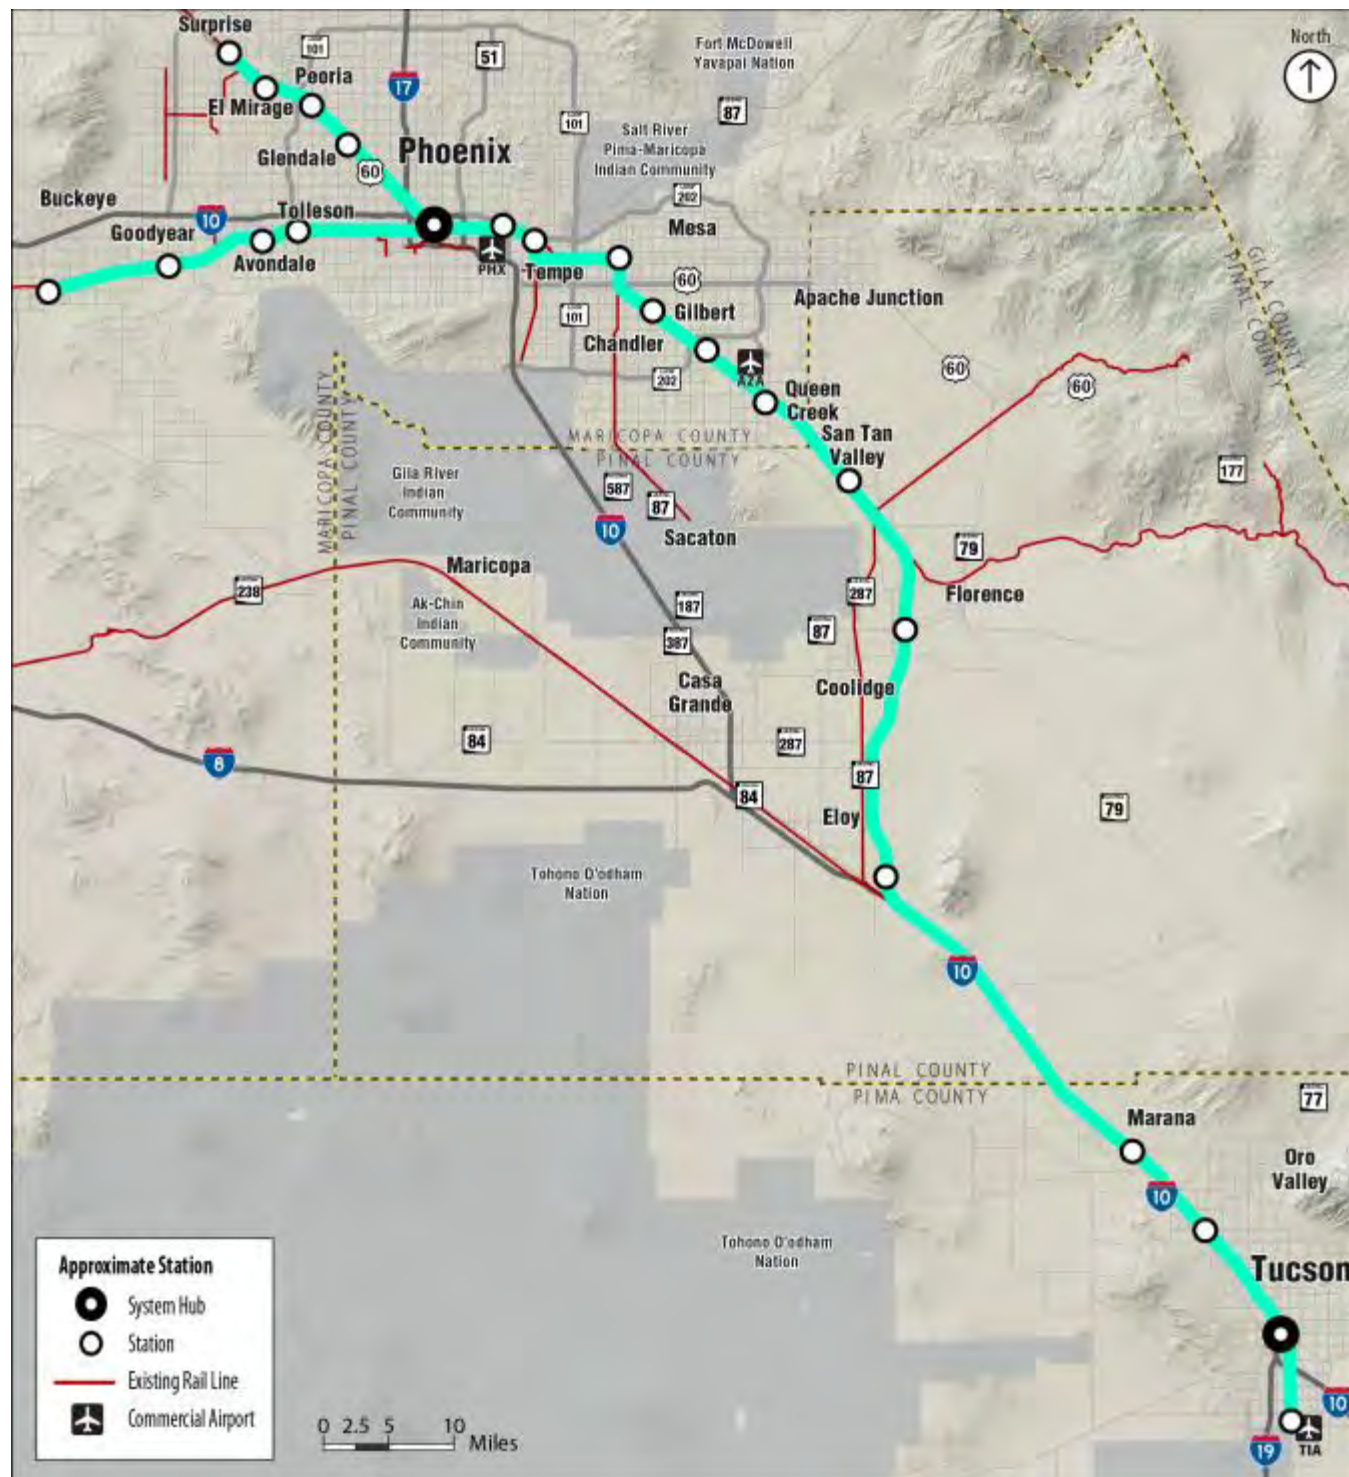 Surprise
101
51
Fort McDowell
Yavapai Nation
North
Peoria
17
El Mirage
87
101
Salt River
Pima-Maricopa
Indian Community
Phoenix
Glendale
60
202
Buckeye
10
Tolleson
Goodyear
Mesa
Avondale
PHX
Tempe
60
GILA COUNTY
PINAL COUNTY
Apache Junction
101
Gilbert
Chandler
202
AZA
60
60
Queen
Creek
MARICOPA COUNTY
PINAL COUNTY
San Tan
Valley
MARICOPA COUNTY
PINAL COUNTY
Gila River
Indian
Community
177
587
87
10
Sacaton
79
Maricopa
238
287
Florence
Ak-Chin
Indian
Community
187
87
387
Casa
Grande
Coolidge
84
287
8
87
84
79
Eloy
Tohono O'odham
Nation
10
PINAL COUNTY
PIMA COUNTY
77
Marana
Oro
Valley
10
Tohono O'odham
Nation
Tucson
Approximate Station
System Hub
Station
Existing Rail Line
Commercial Airport
0 2.5 5 10
Miles
10
19
TIA